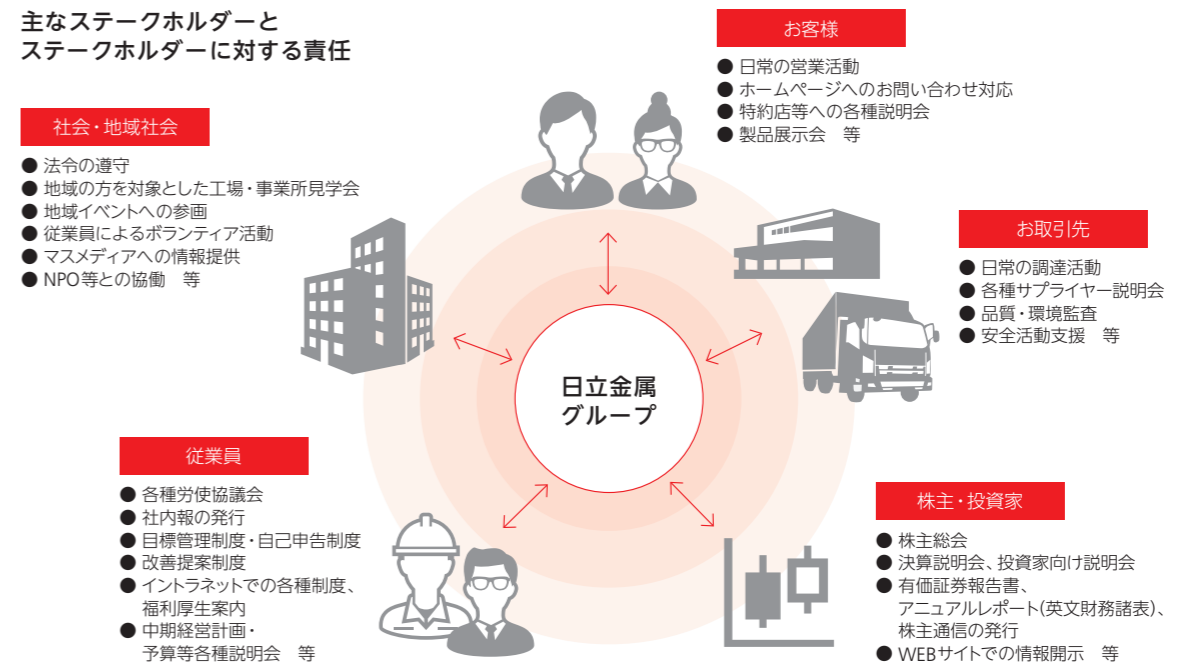 主なステークホルダーと
ステークホルダーに対する責任
お客様
● 日常の営業活動
● ホームページへのお問い合わせ対応
● 特約店等への各種説明会
● 製品展示会　等
社会・地域社会
● 法令の遵守
● 地域の方を対象とした工場・事業所見学会
● 地域イベントへの参画
● 従業員によるボランティア活動
● マスメディアへの情報提供
● NPO等との協働　等
お取引先
● 日常の調達活動
● 各種サプライヤー説明会
● 品質・環境監査
● 安全活動支援　等
日立金属
グループ
従業員
● 各種労使協議会
● 社内報の発行
● 目標管理制度・自己申告制度
● 改善提案制度
● イントラネットでの各種制度、
福利厚生案内
● 中期経営計画・
予算等各種説明会　等
株主・投資家
● 株主総会
● 決算説明会、投資家向け説明会
● 有価証券報告書、
アニュアルレポート(英文財務諸表)、
株主通信の発行
● WEBサイトでの情報開示　等